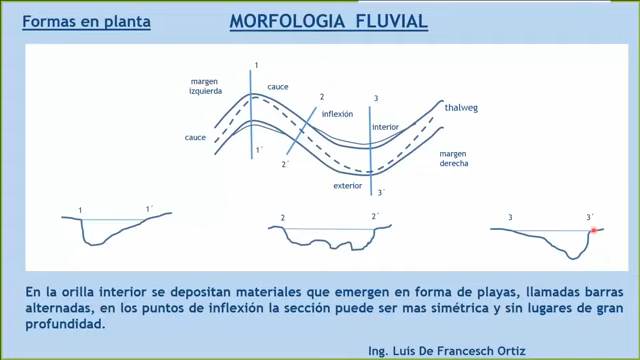 Formas en planta
MORFOLOGIA FLUVIAL
1
margen
izquierda
cauce
2
3
inflexión
interior
thalweg
cauce
1´
2´
margen
derecha
exterior
3´
1
1´
2
2´
3
3´
En la orilla interior se depositan materiales que emergen en forma de playas, llamadas barras
alternadas, en los puntos de inflexión la sección puede ser mas simétrica y sin lugares de gran
profundidad.
Ing. Luis De Francesch Ortiz